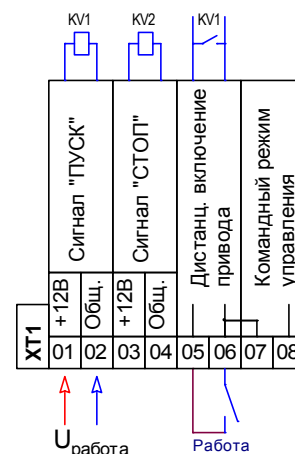 KV1 KV2 KV1
Сигнал "ПУСК"
Сигнал "СТОП"
Дистанц. включение
привода
Командный режим
управления
+12В Общ. +12В Общ.
XT1 01 02 03 04 05 06 07 08
Uработа Работа